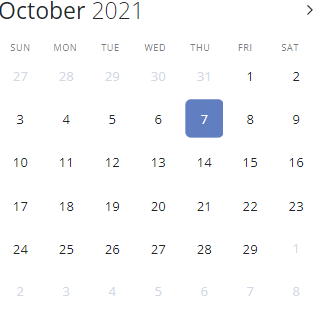 October 2021
SUN MON TUE WED THU FRI SAT
27 28 29 30 31 1 2
3 4 5 6 7 8 9
10 11 12 13 14 15 16
17 18 19 20 21 22 23
24 25 26 27 28 29 1
2 3 4 5 6 7 8